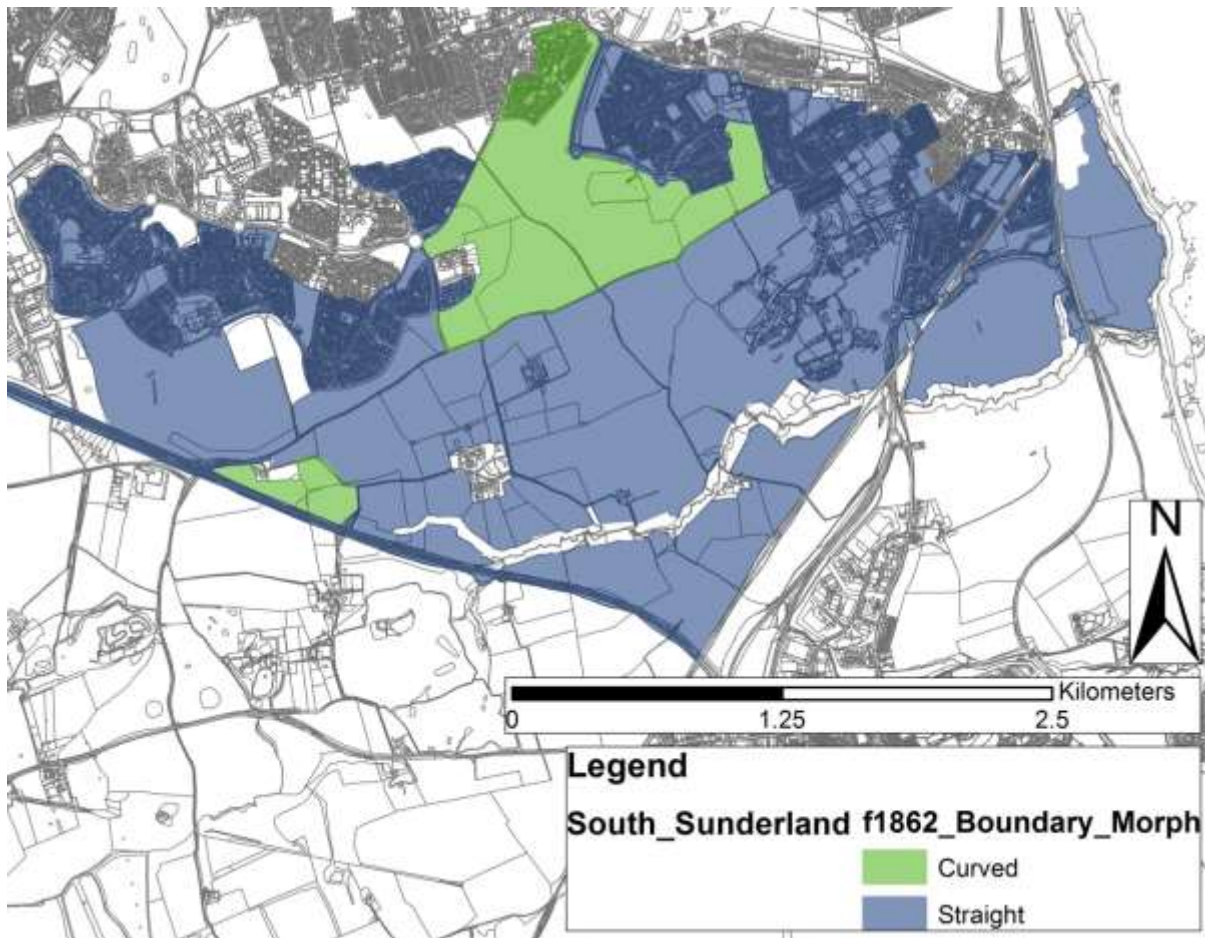 N
Kilometers
0 1.25 2.5
Legend
South_Sunderland f1862_Boundary_Morph
Curved
Straight